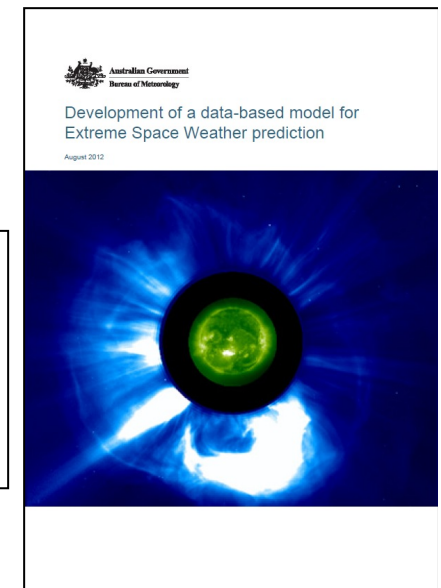 Australian Government
Bureau of Meteorology
Development of a data-based model for
Extreme Space Weather prediction
August 2012